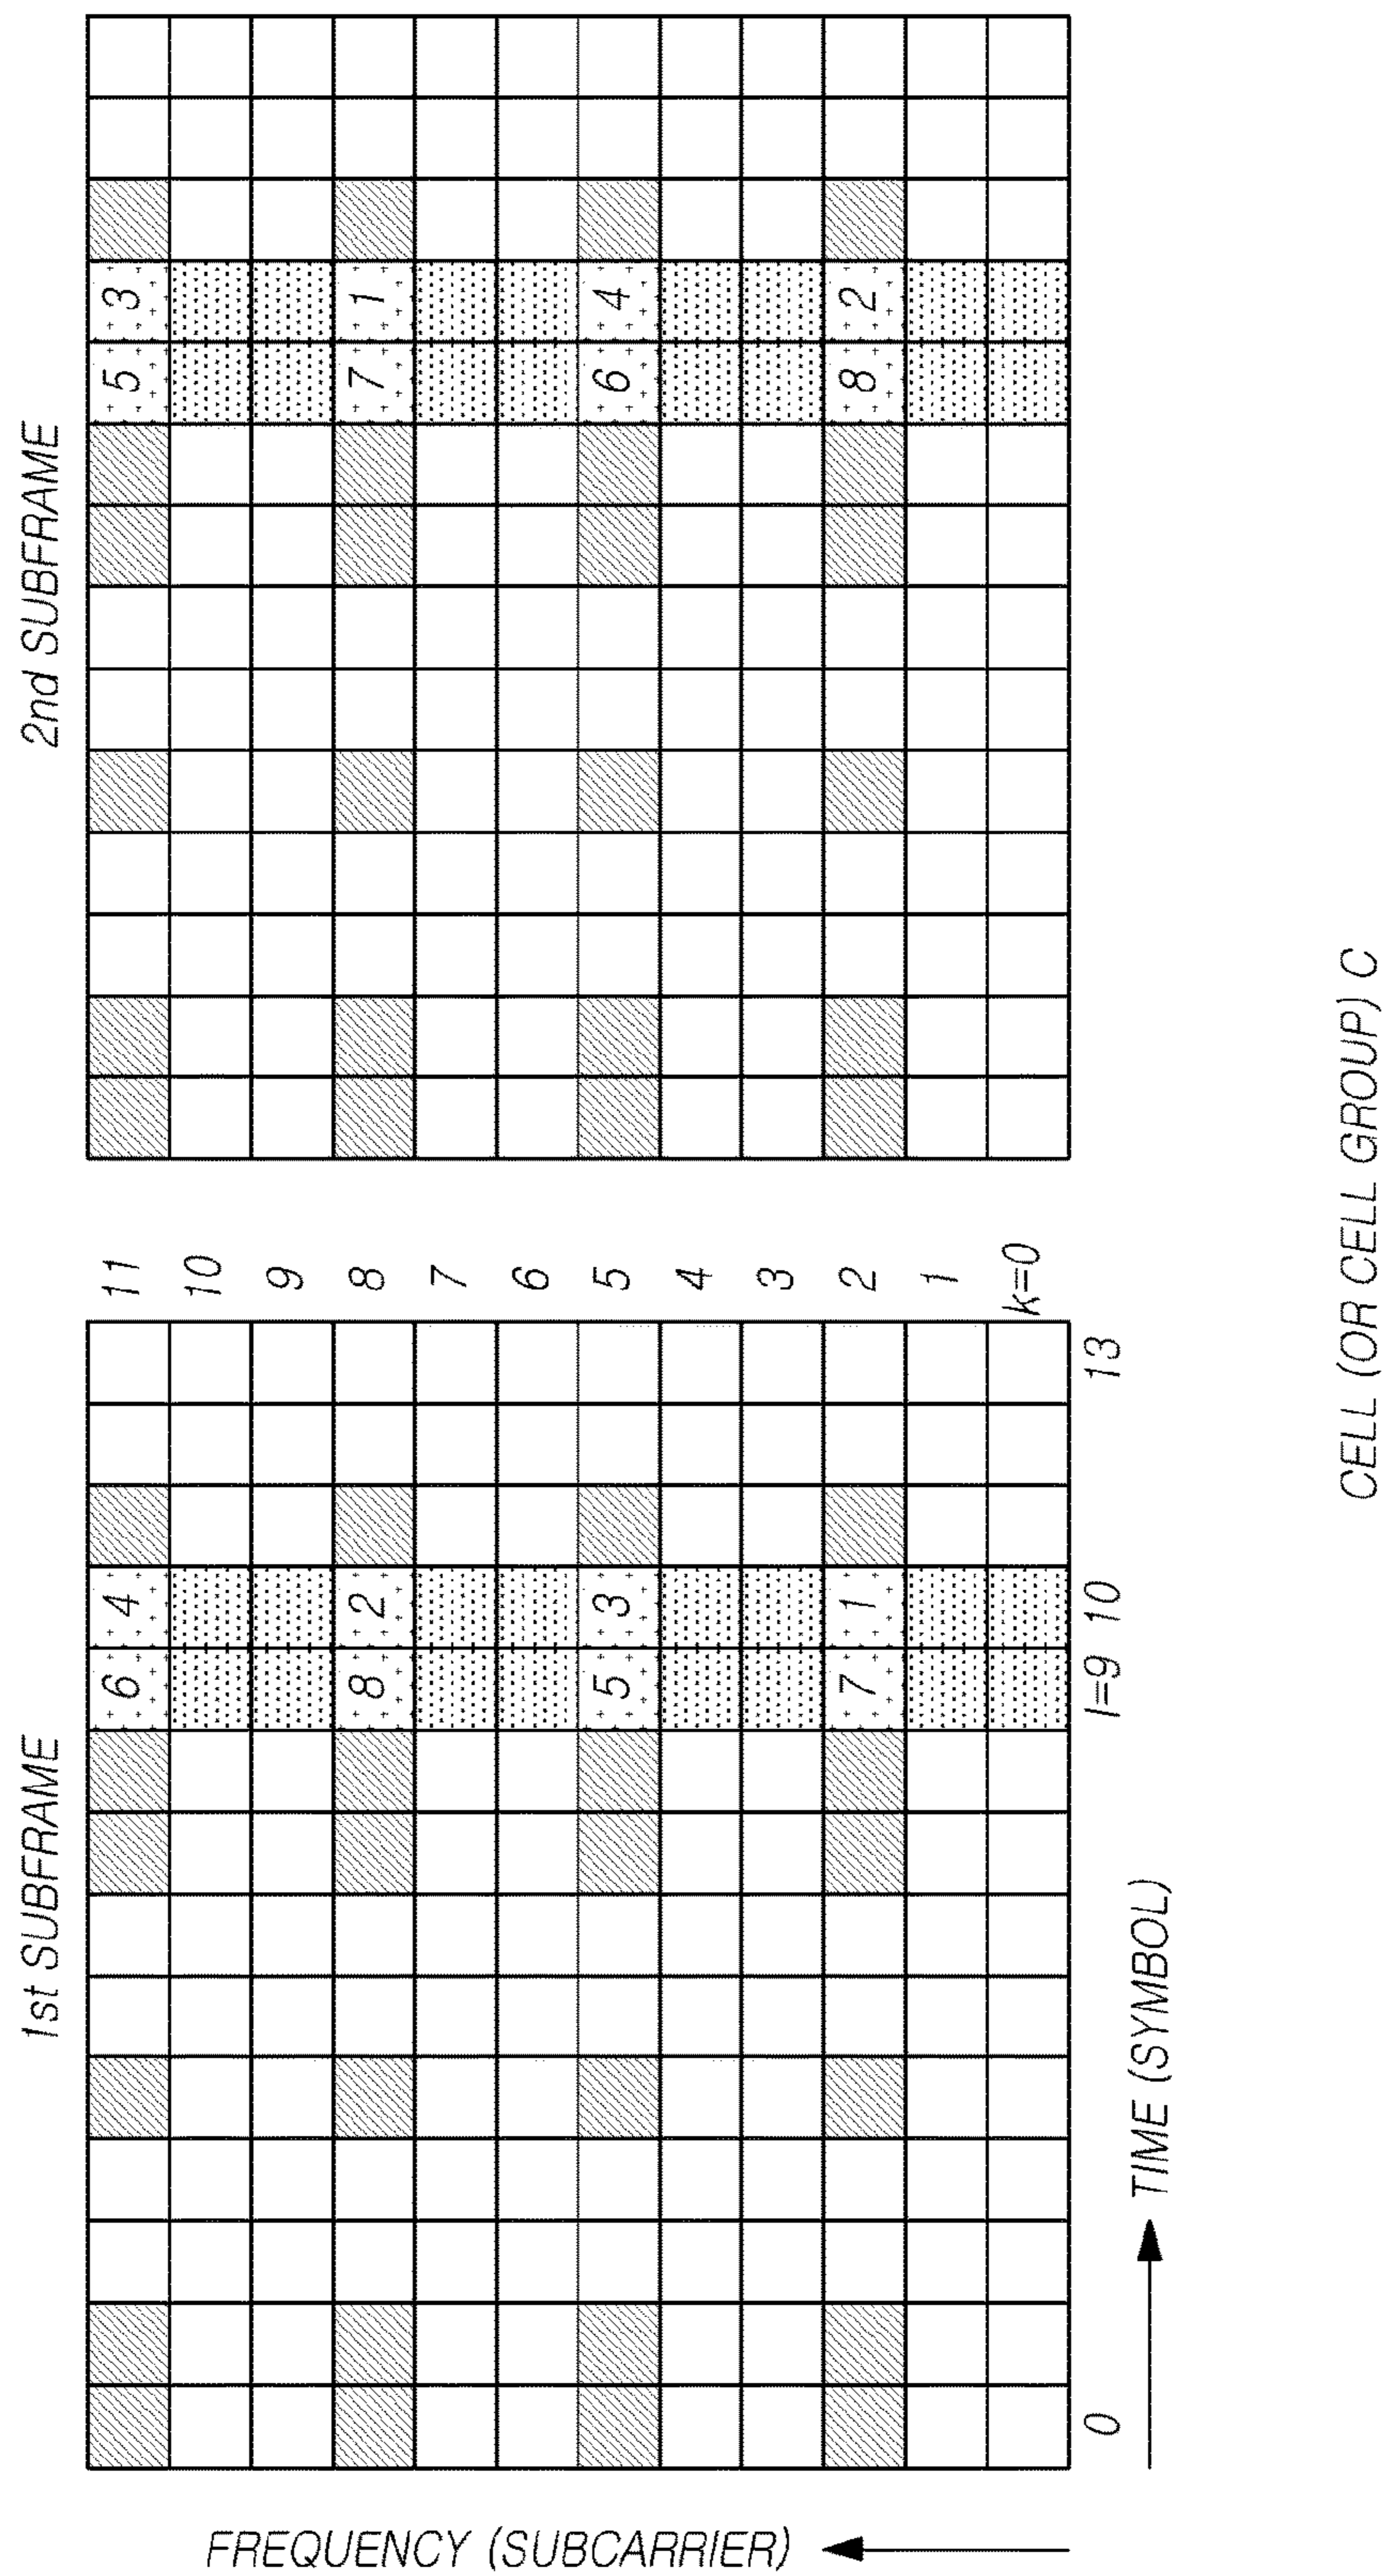 1st SUBFRAME 2nd SUBFRAME
6 4 11 5 3
10
9
8 2 8 7 1
7
6
5 3 5 6 4
4
3
7 1 2 8 2
1
k=0
0 l=9 10 13
FREQUENCY (SUBCARRIER)
TIME (SYMBOL)
CELL (OR CELL GROUP) C